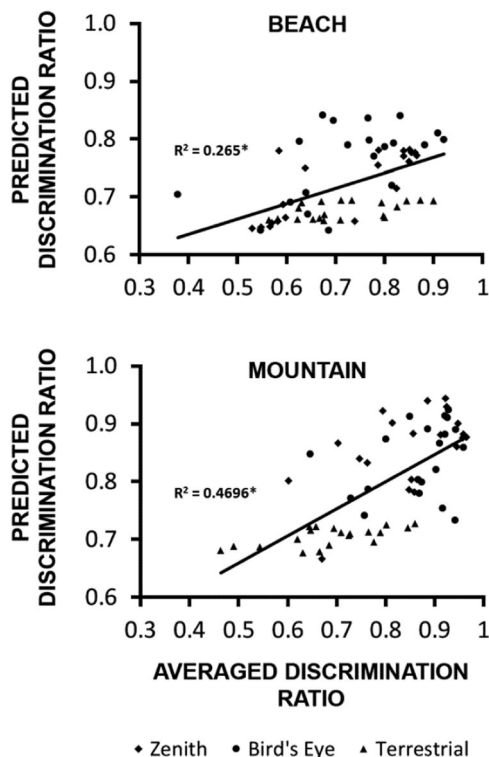 BEACH
PREDICTED
DISCRIMINATION RATIO
1.0
0.9
0.8
0.7
0.6
R² = 0.265*
0.3 0.4 0.5 0.6 0.7 0.8 0.9 1
MOUNTAIN
PREDICTED
DISCRIMINATION RATIO
1.0
0.9
0.8
0.7
0.6
R² = 0.4696*
0.3 0.4 0.5 0.6 0.7 0.8 0.9 1
AVERAGED DISCRIMINATION
RATIO
Zenith Bird's Eye Terrestrial